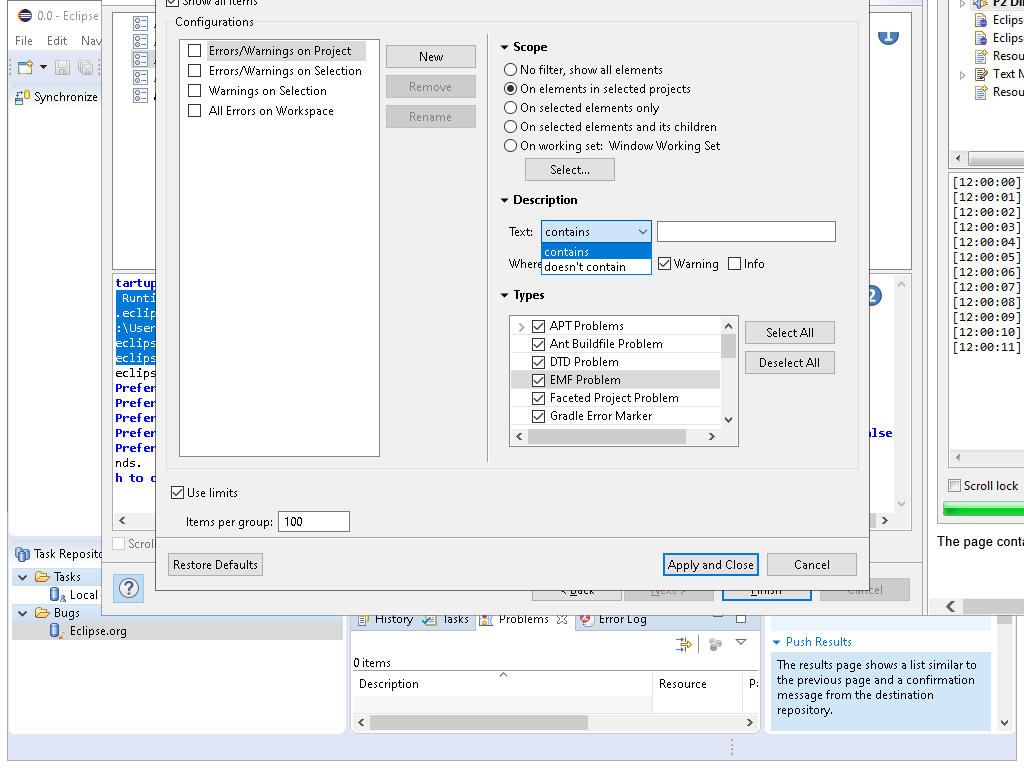 0.0 - Eclipse
File Edit Nav
Synchronize
Show all items
Configurations
Errors/Warnings on Project
Errors/Warnings on Selection
Warnings on Selection
All Errors on Workspace
New
Remove
Rename
Scope
No filter, show all elements
On elements in selected projects
On selected elements only
On selected elements and its children
On working set: Window Working Set
Select...
Description
Text: contains
contains
doesn't contain
Where
Warning
Info
Types
APT Problems
Ant Buildfile Problem
DTD Problem
EMF Problem
Faceted Project Problem
Gradle Error Marker
Select All
Deselect All
Use limits
Items per group: 100
Restore Defaults
Apply and Close
Cancel
tartup
Runti
.eclip
:\User
eclips
eclips
eclips
Prefer
Prefer
Prefer
Prefer
alse
Prefer
nds.
h to c
Scroll
< Back
Next >
Finish
Cancel
1
2
P2 Di
Eclips
Eclips
Resou
Text M
Resou
[12:00:00]
[12:00:01]
[12:00:02]
[12:00:03]
[12:00:04]
[12:00:05]
[12:00:06]
[12:00:07]
[12:00:08]
[12:00:09]
[12:00:10]
[12:00:11]
Scroll lock
The page conta
Task Reposito
Tasks
Local
Bugs
Eclipse.org
History
Tasks
Problems
Error Log
0 items
Description
Resource
Pa
Push Results
The results page shows a list similar to
the previous page and a confirmation
message from the destination
repository.